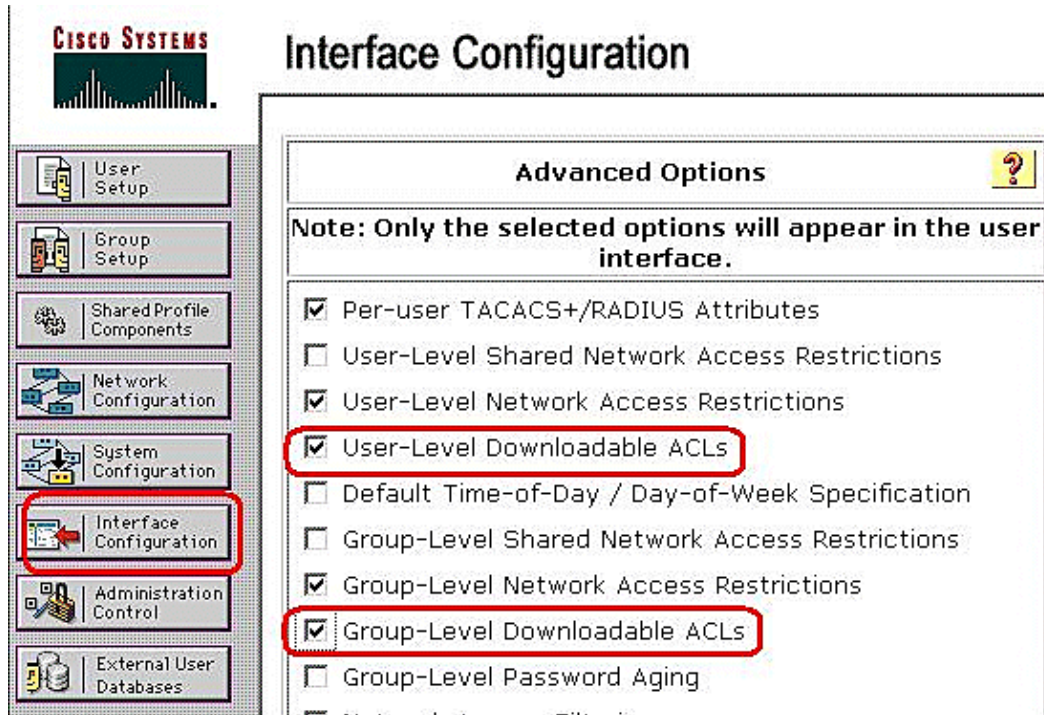 CISCO SYSTEMS
Interface Configuration
User
Setup
Group
Setup
Shared Profile
Components
Network
Configuration
System
Configuration
Interface
Configuration
Administration
Control
External User
Databases
Advanced Options
?
Note: Only the selected options will appear in the user
interface.
Per-user TACACS+/RADIUS Attributes
User-Level Shared Network Access Restrictions
User-Level Network Access Restrictions
User-Level Downloadable ACLs
Default Time-of-Day / Day-of-Week Specification
Group-Level Shared Network Access Restrictions
Group-Level Network Access Restrictions
Group-Level Downloadable ACLs
Group-Level Password Aging